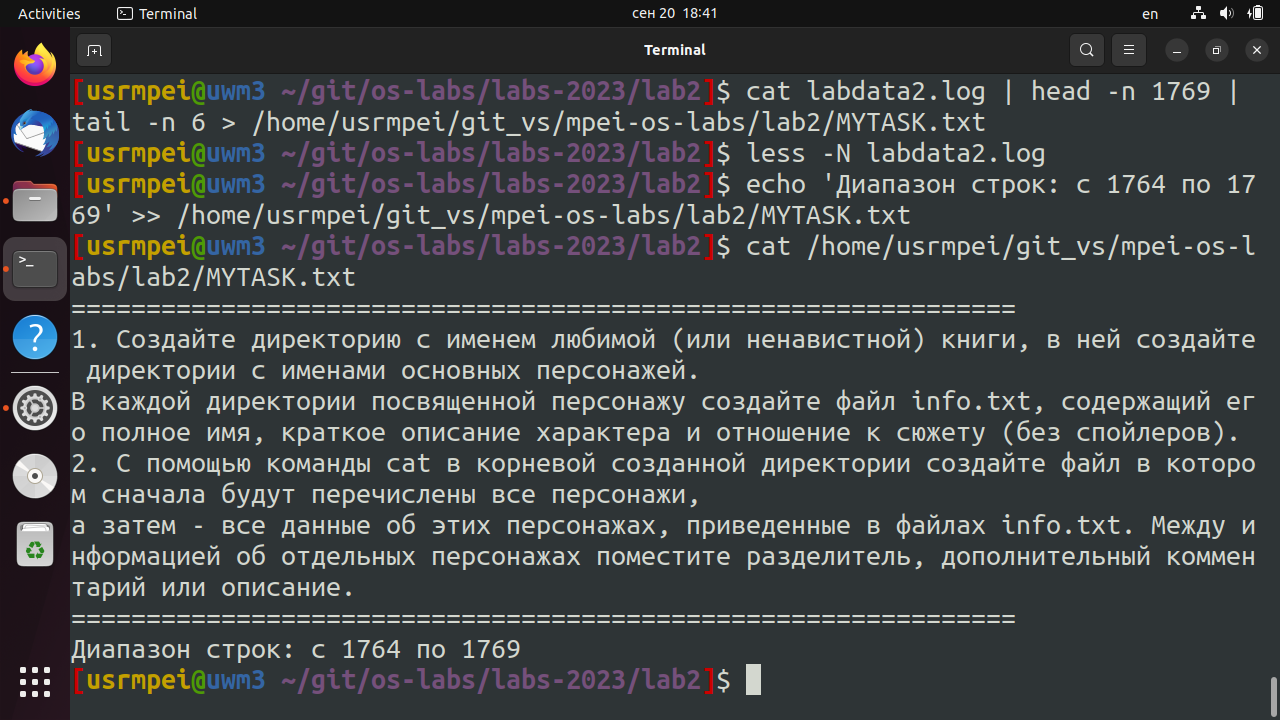 Activities
Terminal
сен 20 18:41
en
Terminal
[usrmpei@uwm3 ~/git/os-labs/labs-2023/lab2]$ cat labdata2.log | head -n 1769 |
tail -n 6 > /home/usrmpei/git_vs/mpei-os-labs/lab2/MYTASK.txt
[usrmpei@uwm3 ~/git/os-labs/labs-2023/lab2]$ less -N labdata2.log
[usrmpei@uwm3 ~/git/os-labs/labs-2023/lab2]$ echo 'Диапазон строк: с 1764 по 17
69' >> /home/usrmpei/git_vs/mpei-os-labs/lab2/MYTASK.txt
[usrmpei@uwm3 ~/git/os-labs/labs-2023/lab2]$ cat /home/usrmpei/git_vs/mpei-os-l
abs/lab2/MYTASK.txt
===============================================================
1. Создайте директорию с именем любимой (или ненавистной) книги, в ней создайте
директории с именами основных персонажей.
В каждой директории посвященной персонажу создайте файл info.txt, содержащий ег
о полное имя, краткое описание характера и отношение к сюжету (без спойлеров).
2. С помощью команды cat в корневой созданной директории создайте файл в которо
м сначала будут перечислены все персонажи,
а затем - все данные об этих персонажах, приведенные в файлах info.txt. Между и
нформацией об отдельных персонажах поместите разделитель, дополнительный коммен
тарий или описание.
===============================================================
Диапазон строк: с 1764 по 1769
[usrmpei@uwm3 ~/git/os-labs/labs-2023/lab2]$